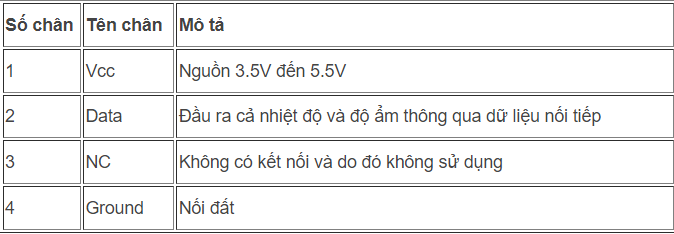 Số chân Tên chân Mô tả
1 Vcc Nguồn 3.5V đến 5.5V
2 Data Đầu ra cả nhiệt độ và độ ẩm thông qua dữ liệu nối tiếp
3 NC Không có kết nối và do đó không sử dụng
4 Ground Nối đất